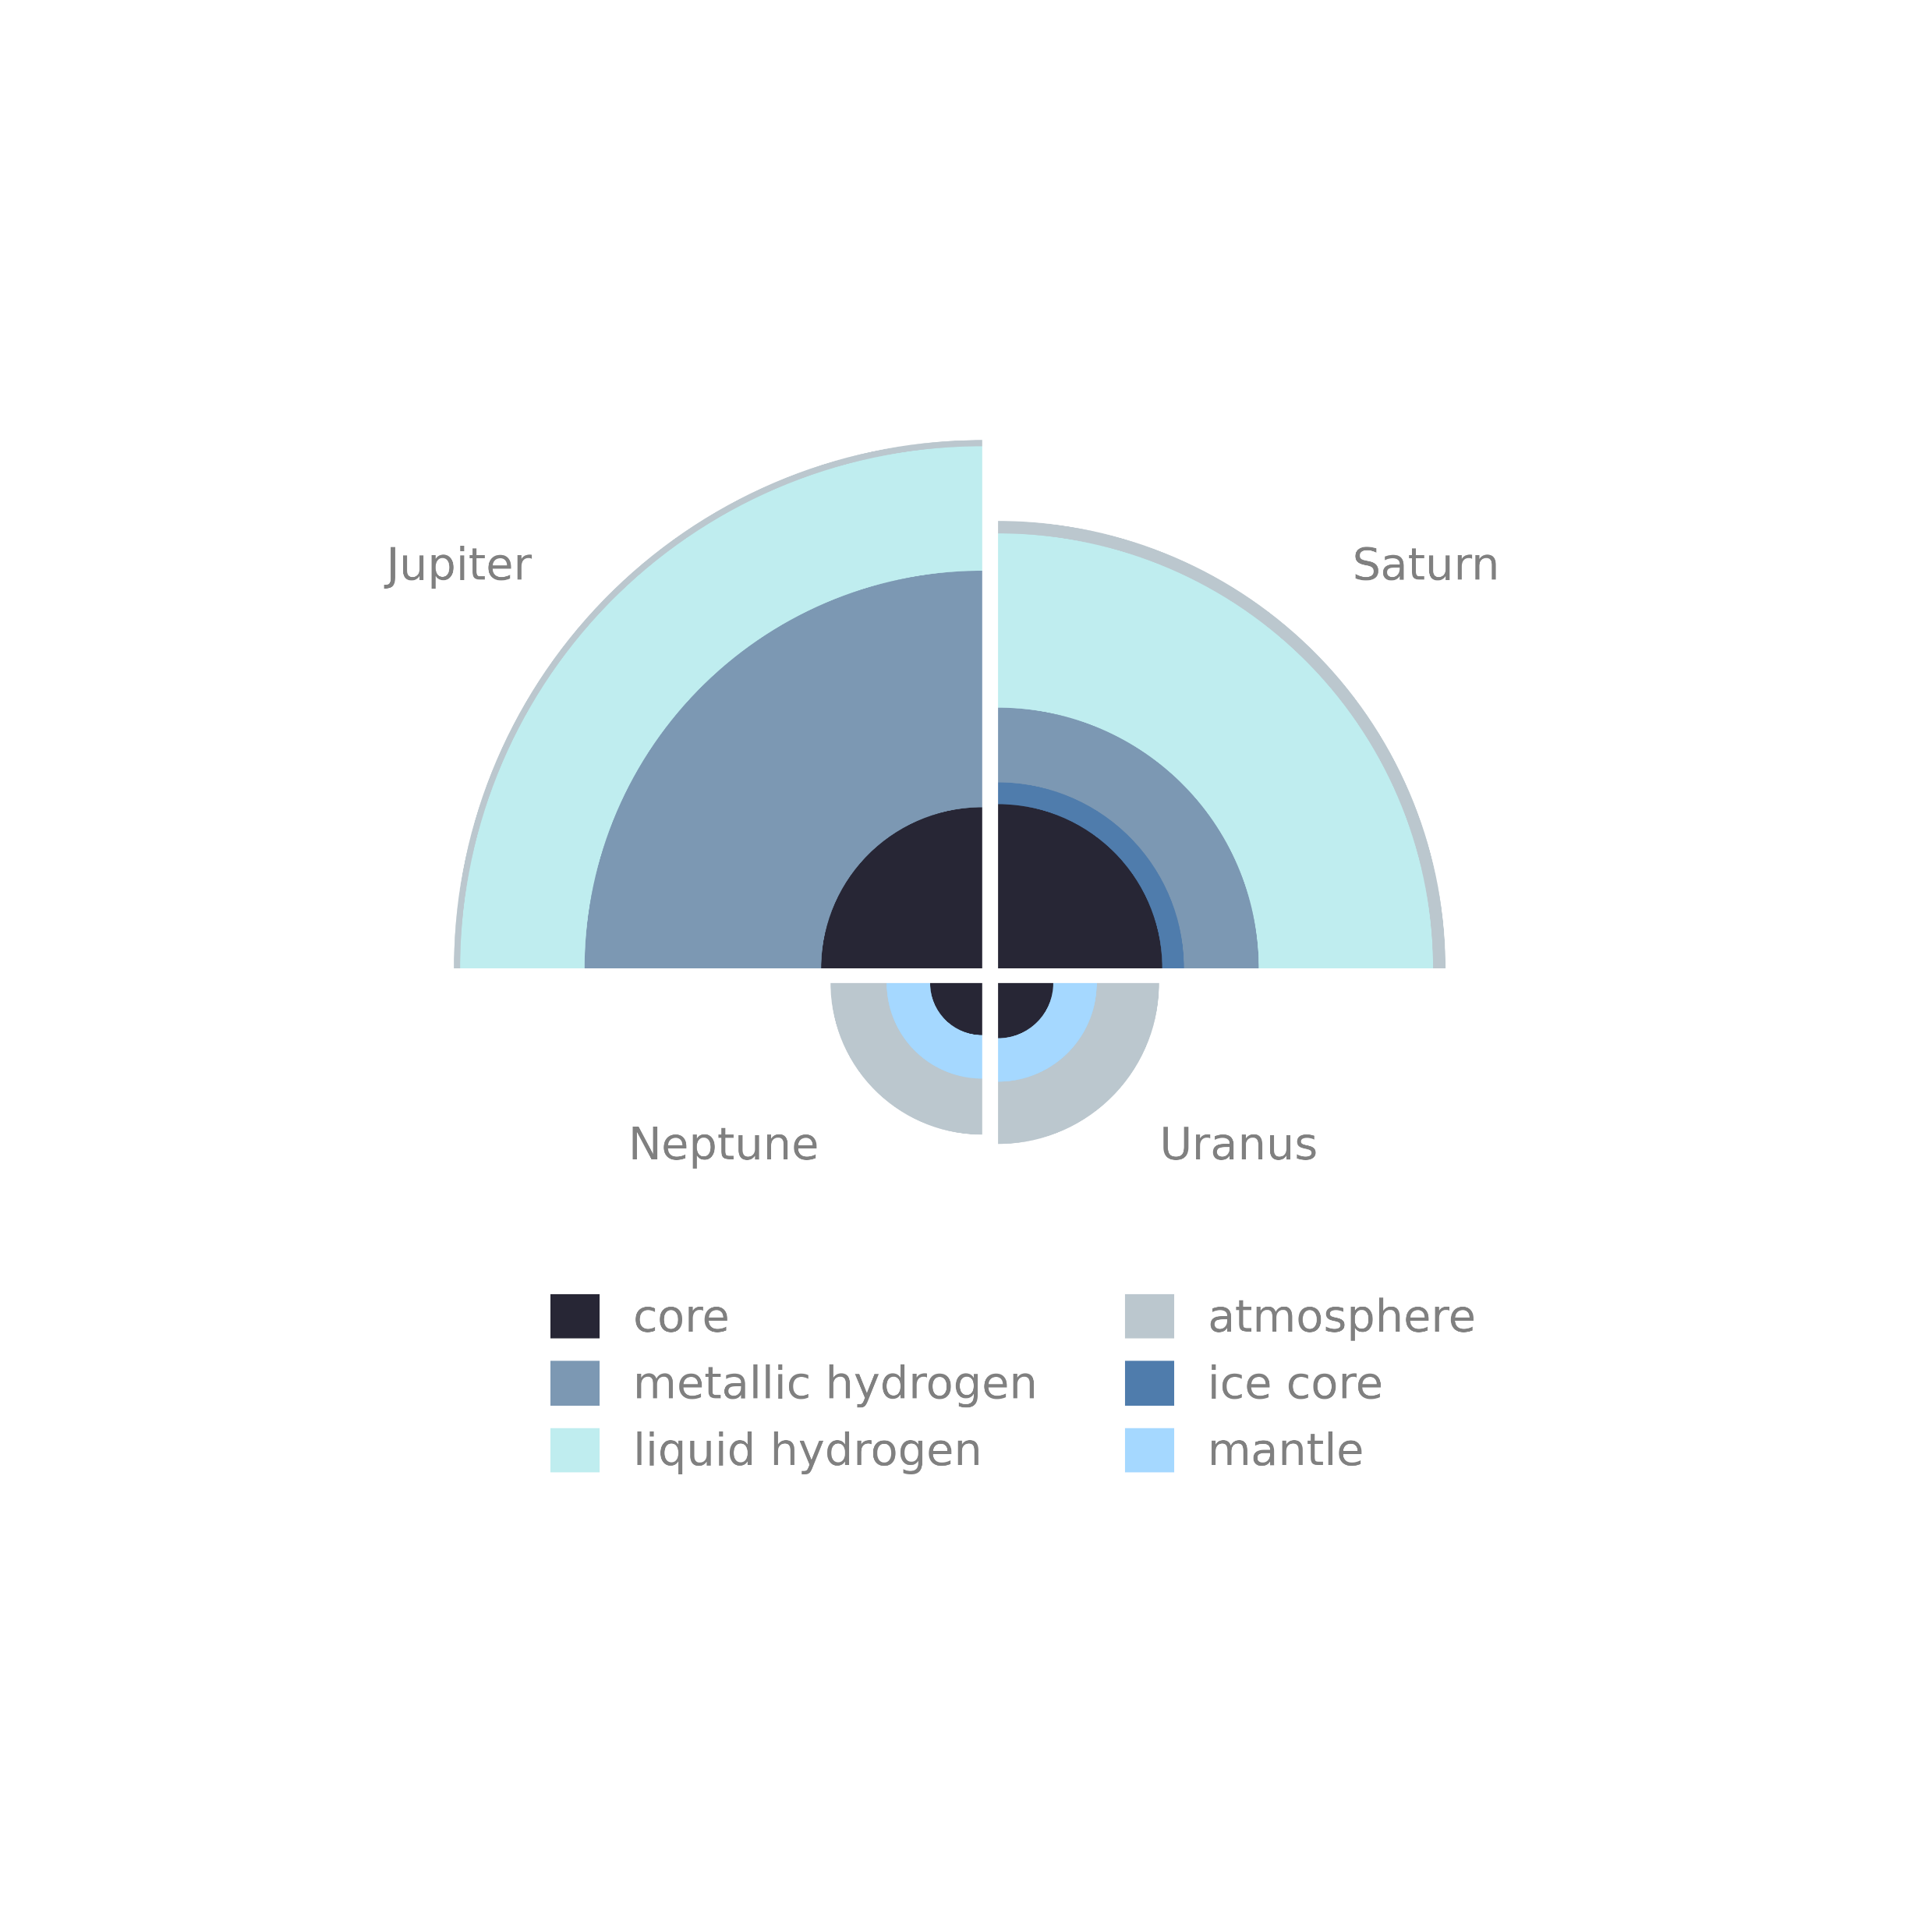 Jupiter
Saturn
Neptune
Uranus
core
metallic hydrogen
liquid hydrogen
atmosphere
ice core
mantle